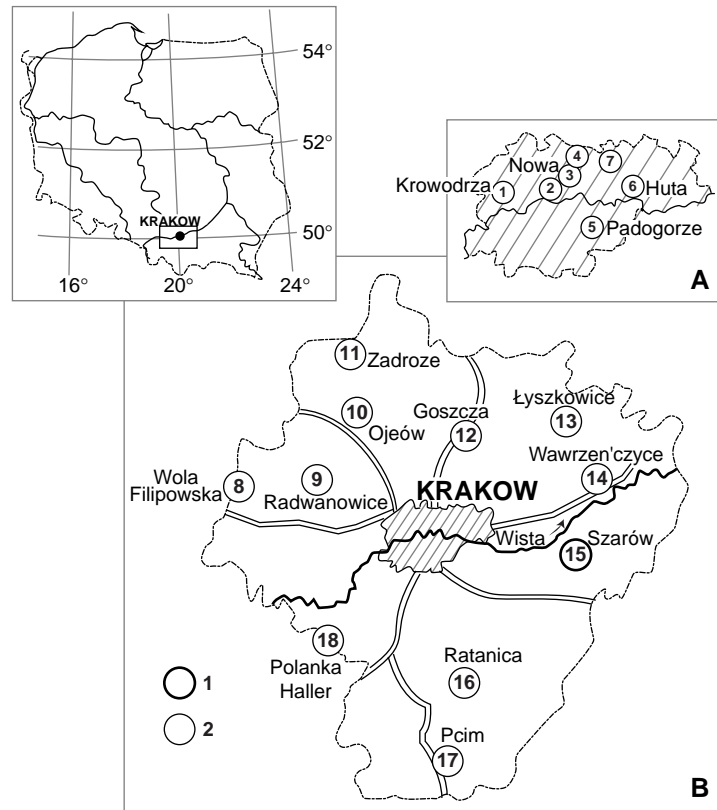 54°
52°
KRAKOW
50°
16°
20°
24°
4
7
Nowa
3
Krowodrza
1
2
6
Huta
5
Padogorze
A
11
Zadroze
Łyszkowice
10
Goszcza
13
Ojeów
12
Wawrzen'czyce
Wola
Filipowska
8
9
Radwanowice
14
KRAKOW
Wista
Szarów
15
18
Polanka
Haller
Ratanica
16
1
2
Pcim
17
B